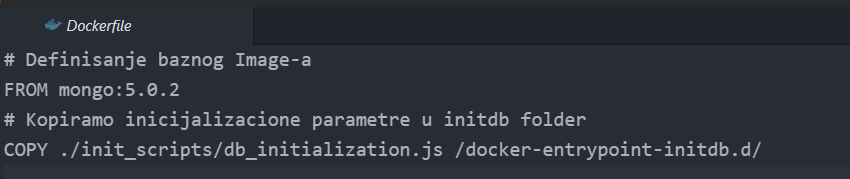 Dockerfile
# Definisanje baznog Image-a
FROM mongo:5.0.2
# Kopiramo inicijalizacione parametre u initdb folder
COPY ./init_scripts/db_initialization.js /docker-entrypoint-initdb.d/